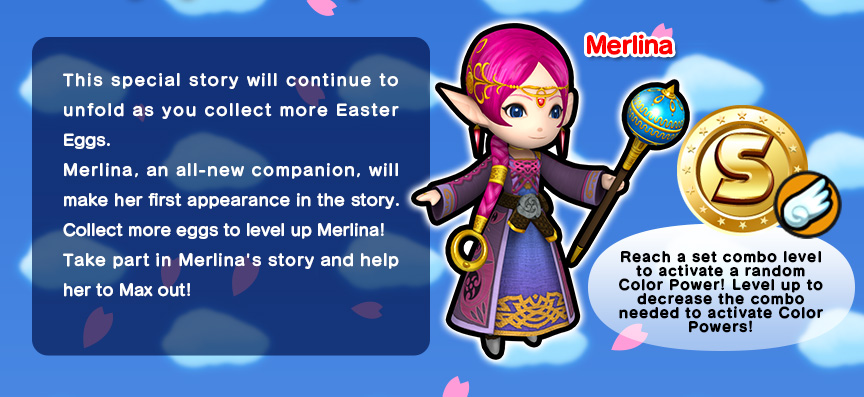 Merlina
This special story will continue to
unfold as you collect more Easter
Eggs.
Merlina, an all-new companion, will
make her first appearance in the story.
Collect more eggs to level up Merlina!
Take part in Merlina's story and help
her to Max out!
S
Reach a set combo level
to activate a random
Color Power! Level up to
decrease the combo
needed to activate Color
Powers!